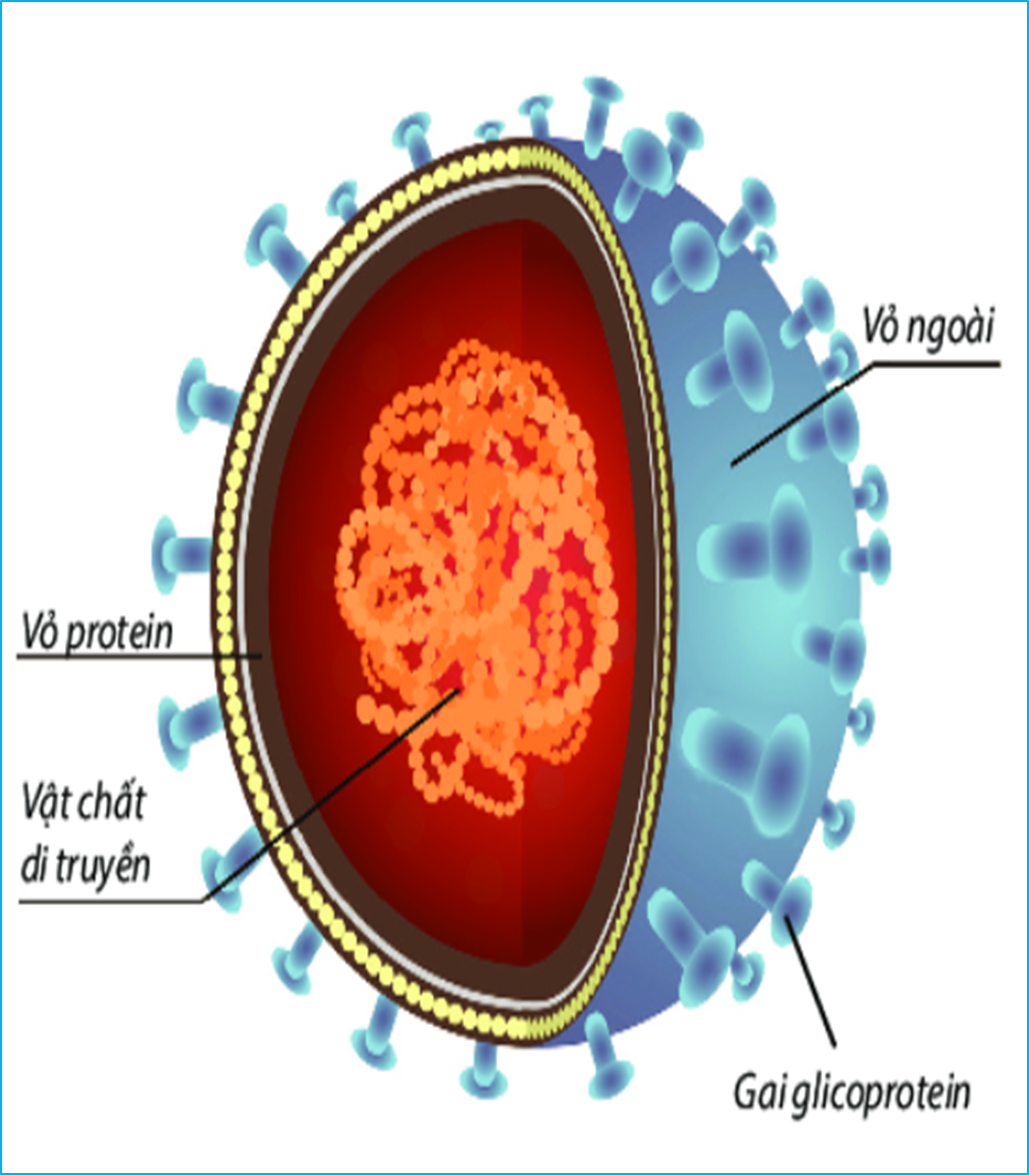 Vỏ ngoài
Vỏ protein
Vật chất
di truyền
Gai glicoprotein